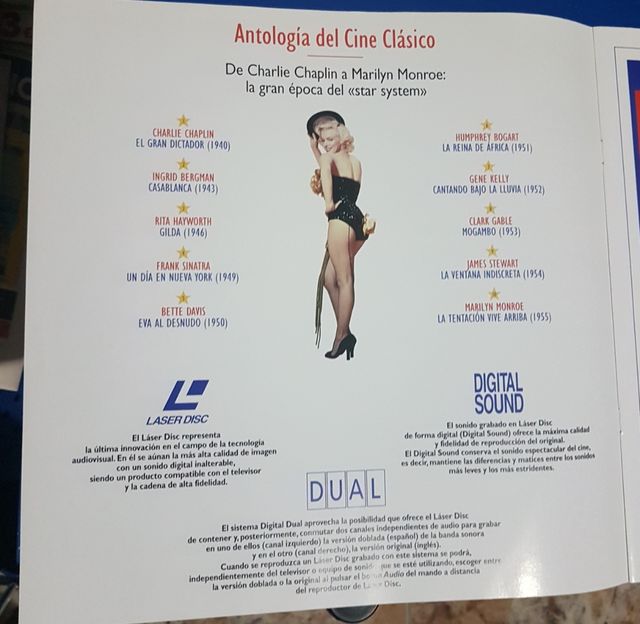 Antología del Cine Clásico
De Charlie Chaplin a Marilyn Monroe:
la gran época del «star system»
CHARLIE CHAPLIN
EL GRAN DICTADOR (1940)
INGRID BERGMAN
CASABLANCA (1943)
RITA HAYWORTH
GILDA (1946)
FRANK SINATRA
UN DÍA EN NUEVA YORK (1949)
BETTE DAVIS
EVA AL DESNUDO (1950)
HUMPHREY BOGART
LA REINA DE ÁFRICA (1951)
GENE KELLY
CANTANDO BAJO LA LLUVIA (1952)
CLARK GABLE
MOGAMBO (1953)
JAMES STEWART
LA VENTANA INDISCRETA (1954)
MARILYN MONROE
LA TENTACIÓN VIVE ARRIBA (1955)
LASER DISC
El Láser Disc representa
la última innovación en el campo de la tecnología
audiovisual. En él se aúnan la más alta calidad de imagen
con un sonido digital inalterable,
siendo un producto compatible con el televisor
y la cadena de alta fidelidad.
DIGITAL
SOUND
El sonido grabado en Láser Disc
de forma digital (Digital Sound) ofrece la máxima calidad
y fidelidad de reproducción del original.
El Digital Sound conserva el sonido espectacular del cine,
es decir, mantiene las diferencias y matices entre los sonidos
más leves y los más estridentes.
DUAL
El sistema Digital Dual aprovecha la posibilidad que ofrece el Láser Disc
de contener y, posteriormente, conmutar dos canales independientes de audio para grabar
en uno de ellos (canal izquierdo) la versión doblada (español) de la banda sonora
y en el otro (canal derecho), la versión original (inglés).
Cuando se reproduzca un Láser Disc grabado con este sistema se podrá,
independientemente del televisor o equipo de sonido que se esté utilizando, escoger entre
la versión doblada o la original al pulsar el botón Audio del mando a distancia
del reproductor de Láser Disc.